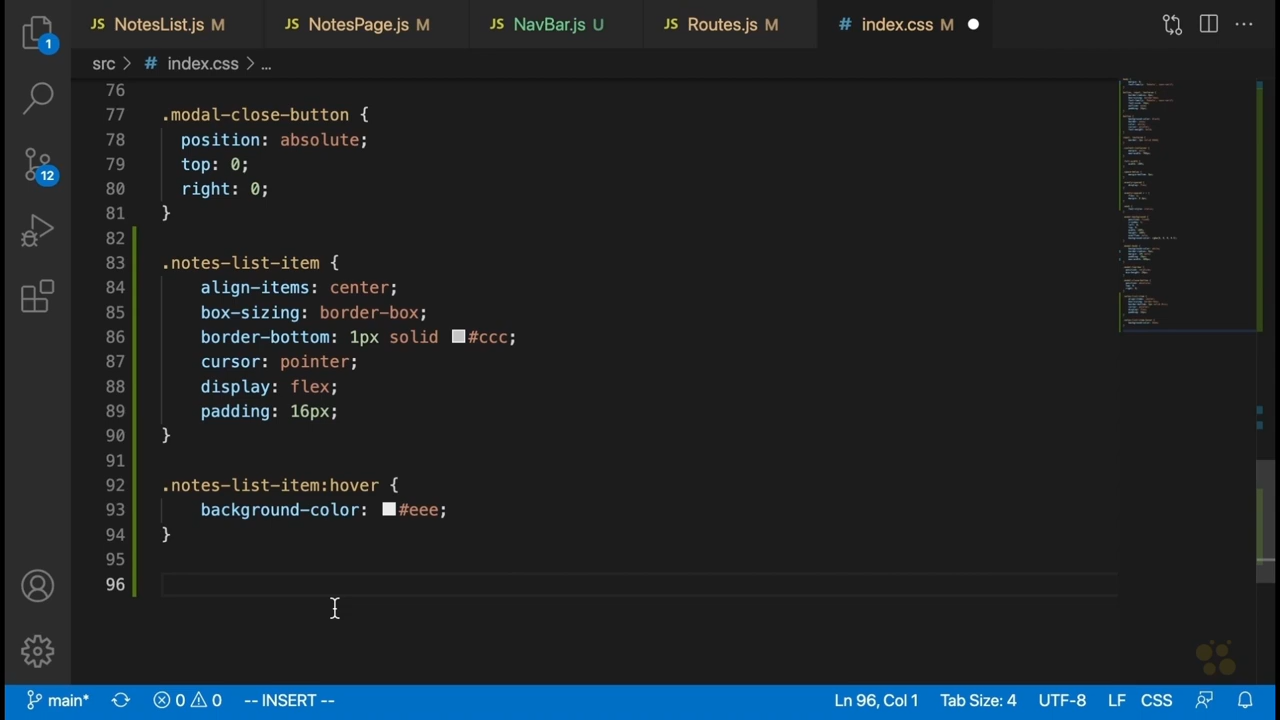 JS NotesList.js M JS NotesPage.js M JS NavBar.js U JS Routes.js M # index.css M
1
src > # index.css > ...
76
77 .modal-close-button {
78 position: absolute;
79 top: 0;
80 right: 0;
81 }
82
83 .notes-list-item {
84 align-items: center;
85 box-sizing: border-box;
86 border-bottom: 1px solid #ccc;
87 cursor: pointer;
88 display: flex;
89 padding: 16px;
90 }
91
92 .notes-list-item:hover {
93 background-color: #eee;
94 }
95
96
12
main* 0 0 -- INSERT -- Ln 96, Col 1 Tab Size: 4 UTF-8 LF CSS